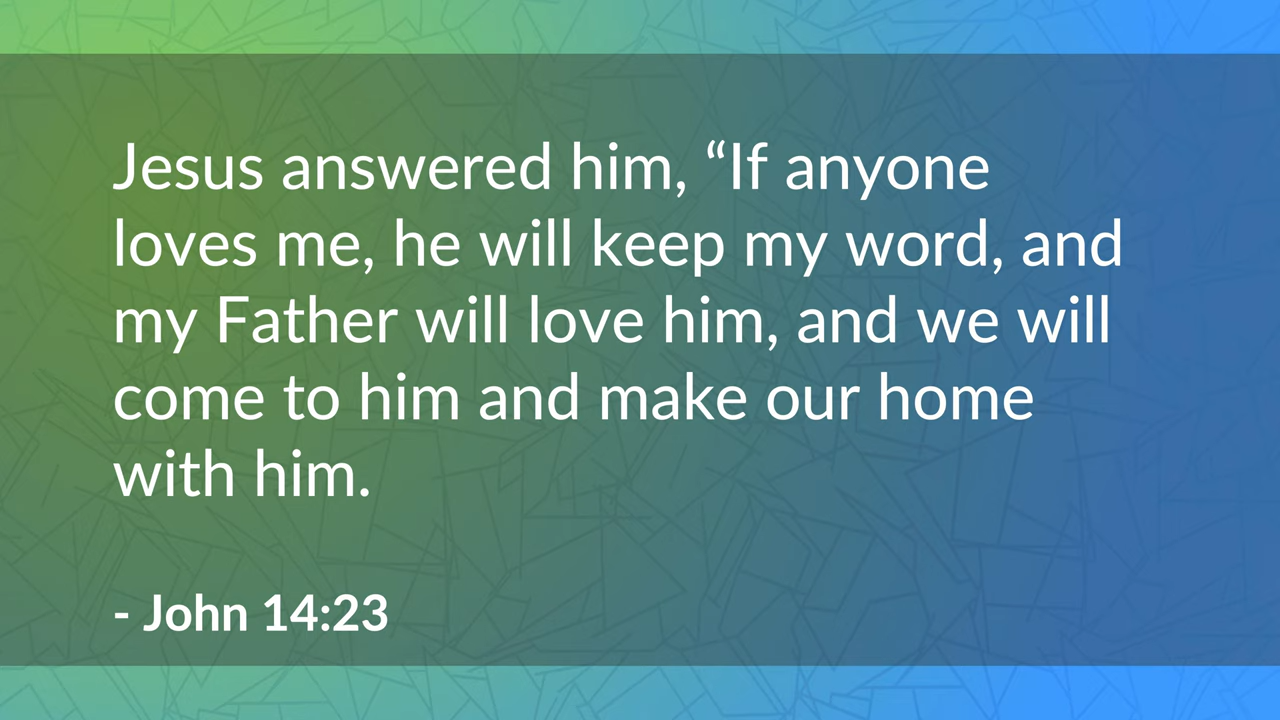 Jesus answered him, “If anyone
loves me, he will keep my word, and
my Father will love him, and we will
come to him and make our home
with him.
- John 14:23